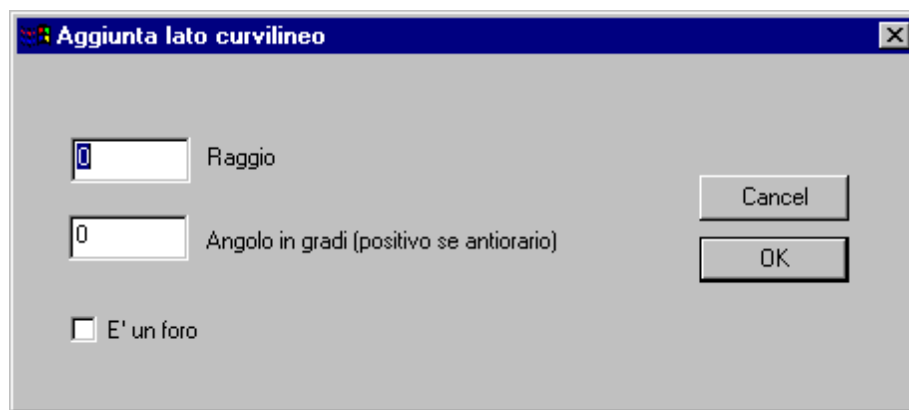 Aggiunta lato curvilineo
0 Raggio
0 Angolo in gradi (positivo se antiorario)
E' un foro
Cancel
OK